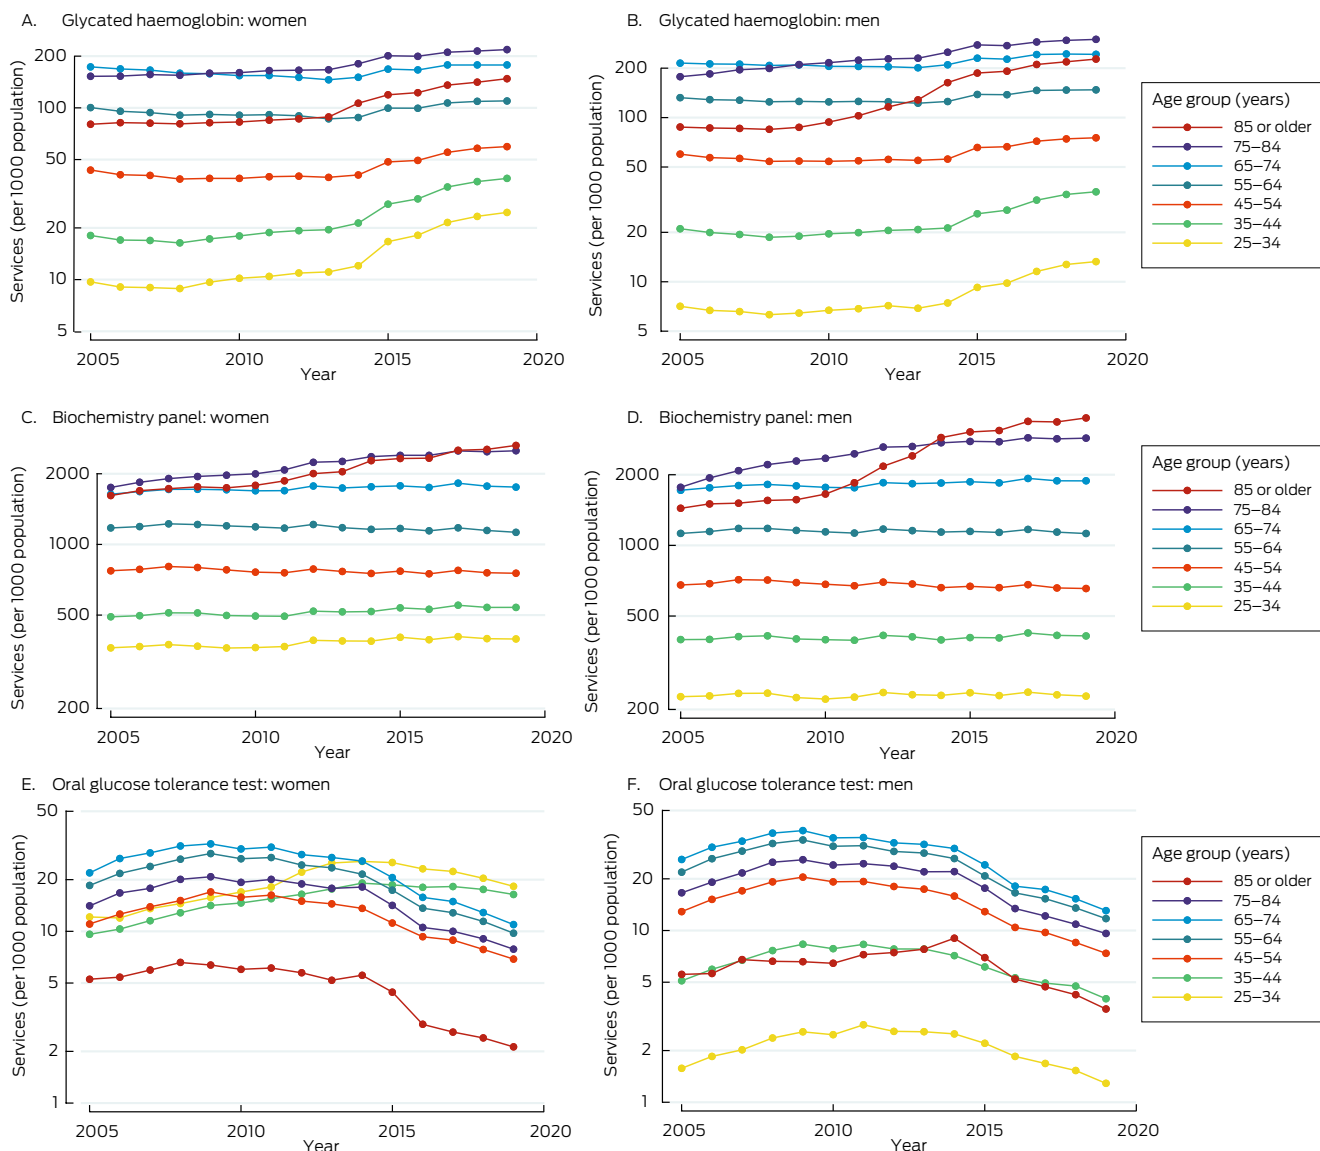 A. Glycated haemoglobin: women
Services (per 1000 population)
200
100
50
20
10
5
2005 2010 2015 2020
Year
B. Glycated haemoglobin: men
Services (per 1000 population)
200
100
50
20
10
5
2005 2010 2015 2020
Year
Age group (years)
85 or older
75–84
65–74
55–64
45–54
35–44
25–34
C. Biochemistry panel: women
Services (per 1000 population)
2000
1000
500
200
2005 2010 2015 2020
Year
D. Biochemistry panel: men
Services (per 1000 population)
2000
1000
500
200
2005 2010 2015 2020
Year
Age group (years)
85 or older
75–84
65–74
55–64
45–54
35–44
25–34
E. Oral glucose tolerance test: women
Services (per 1000 population)
50
20
10
5
2
1
2005 2010 2015 2020
Year
F. Oral glucose tolerance test: men
Services (per 1000 population)
50
20
10
5
2
1
2005 2010 2015 2020
Year
Age group (years)
85 or older
75–84
65–74
55–64
45–54
35–44
25–34